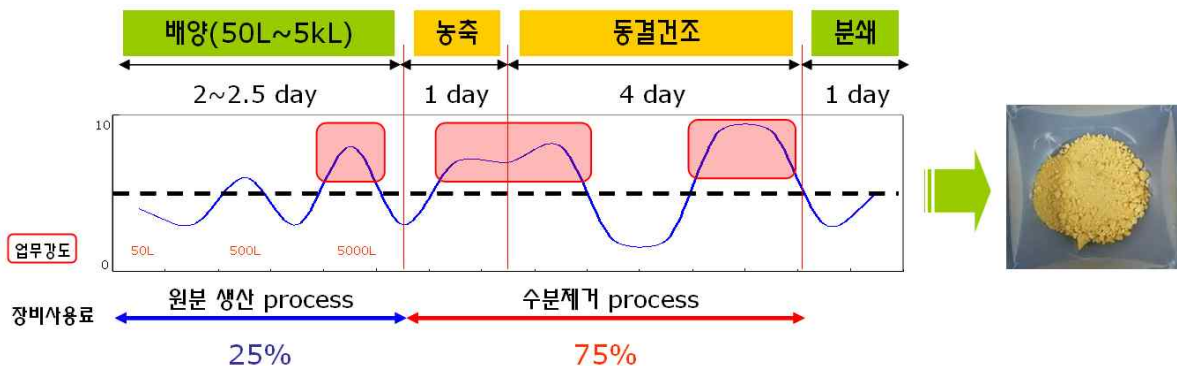 배양(50L~5kL) 농축 동결건조 분쇄
2~2.5 day 1 day 4 day 1 day
10
50L 500L 5000L
업무강도
0
원분 생산 process 수분제거 process
장비사용료
25% 75%